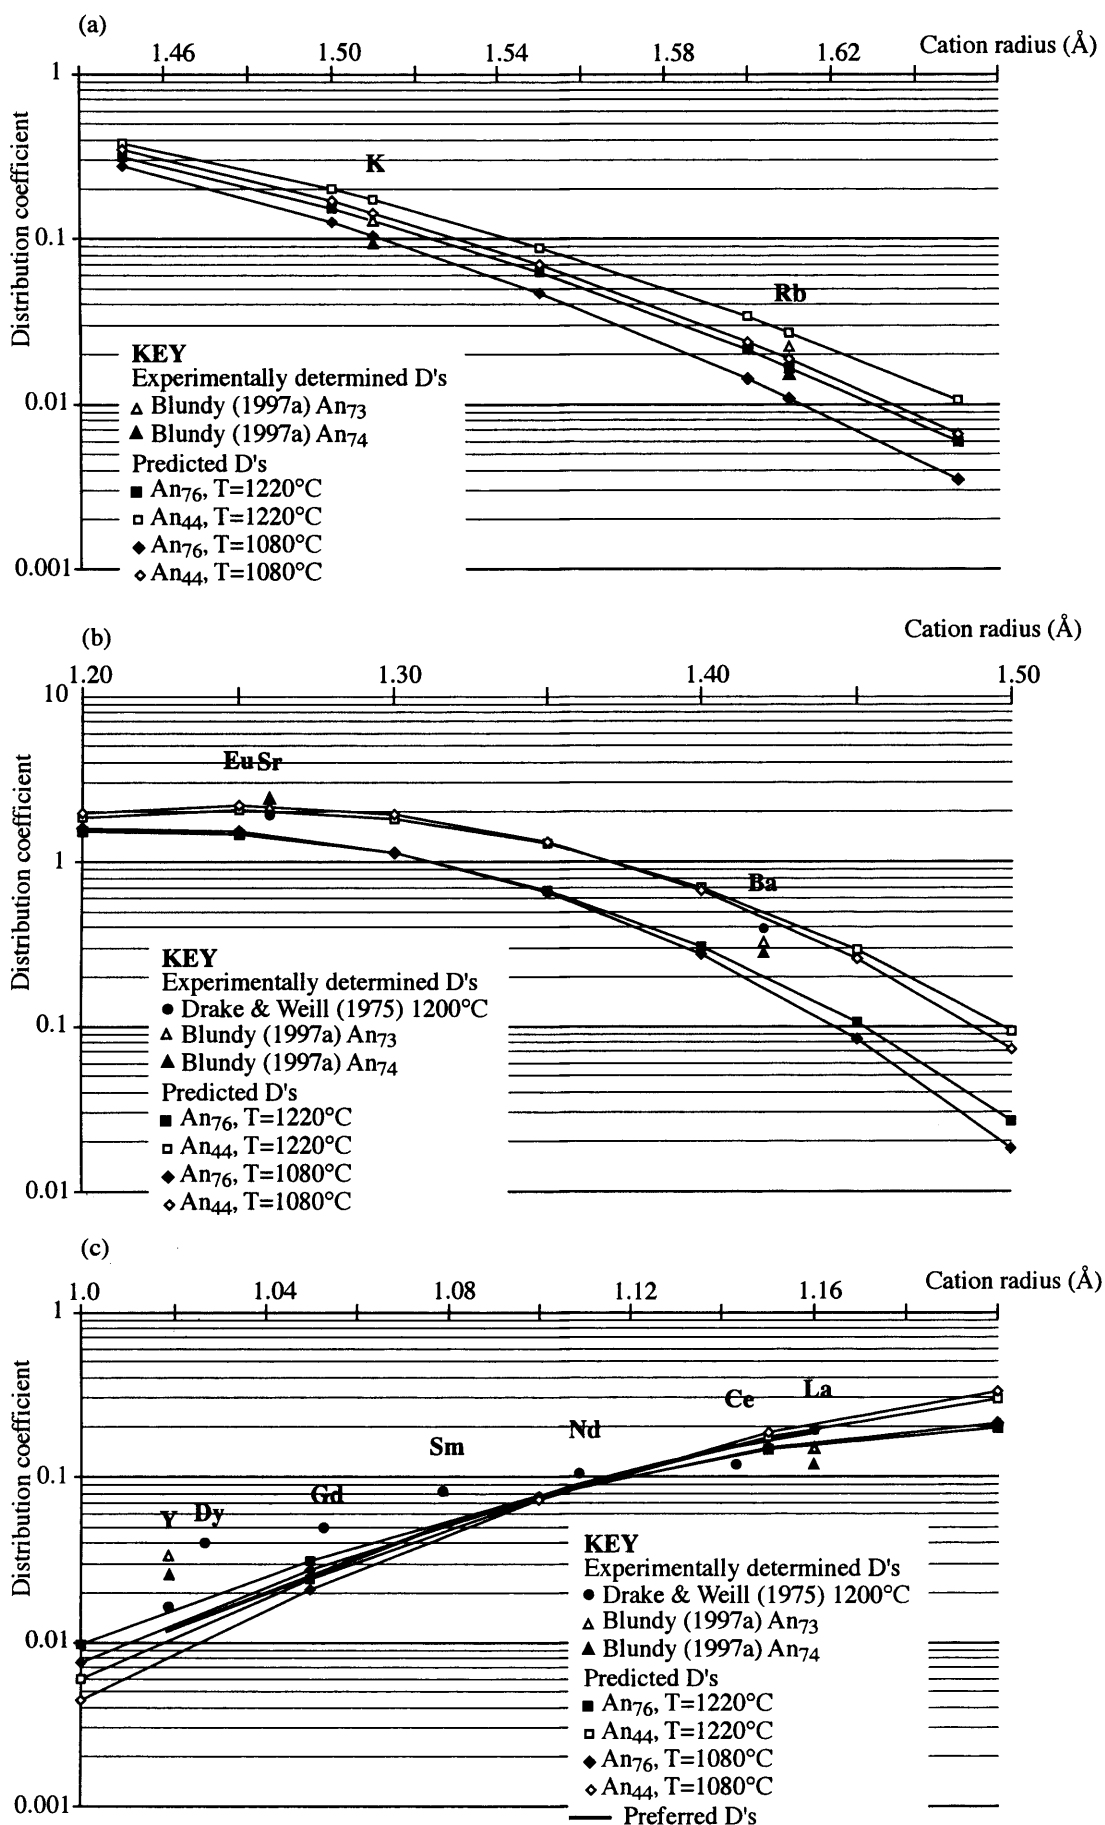 (a)
1.46 1.50 1.54 1.58 1.62 Cation radius (Å)
1
Distribution coefficient
K
0.1
Rb
KEY
Experimentally determined D's
Blundy (1997a) An73
0.01
Blundy (1997a) An74
Predicted D's
An76, T=1220°C
An44, T=1220°C
An76, T=1080°C
0.001
An44, T=1080°C
(b)
Cation radius (Å)
1.20 1.30 1.40 1.50
10
Distribution coefficient
Eu Sr
1
Ba
KEY
Experimentally determined D's
Drake & Weill (1975) 1200°C
0.1
Blundy (1997a) An73
Blundy (1997a) An74
Predicted D's
An76, T=1220°C
An44, T=1220°C
An76, T=1080°C
0.01
An44, T=1080°C
(c)
1.0 1.04 1.08 1.12 1.16 Cation radius (Å)
1
Distribution coefficient
Ce La
Nd
Sm
0.1
Gd
Y Dy
KEY
Experimentally determined D's
Drake & Weill (1975) 1200°C
Blundy (1997a) An73
0.01
Blundy (1997a) An74
Predicted D's
An76, T=1220°C
An44, T=1220°C
An76, T=1080°C
An44, T=1080°C
0.001
Preferred D's